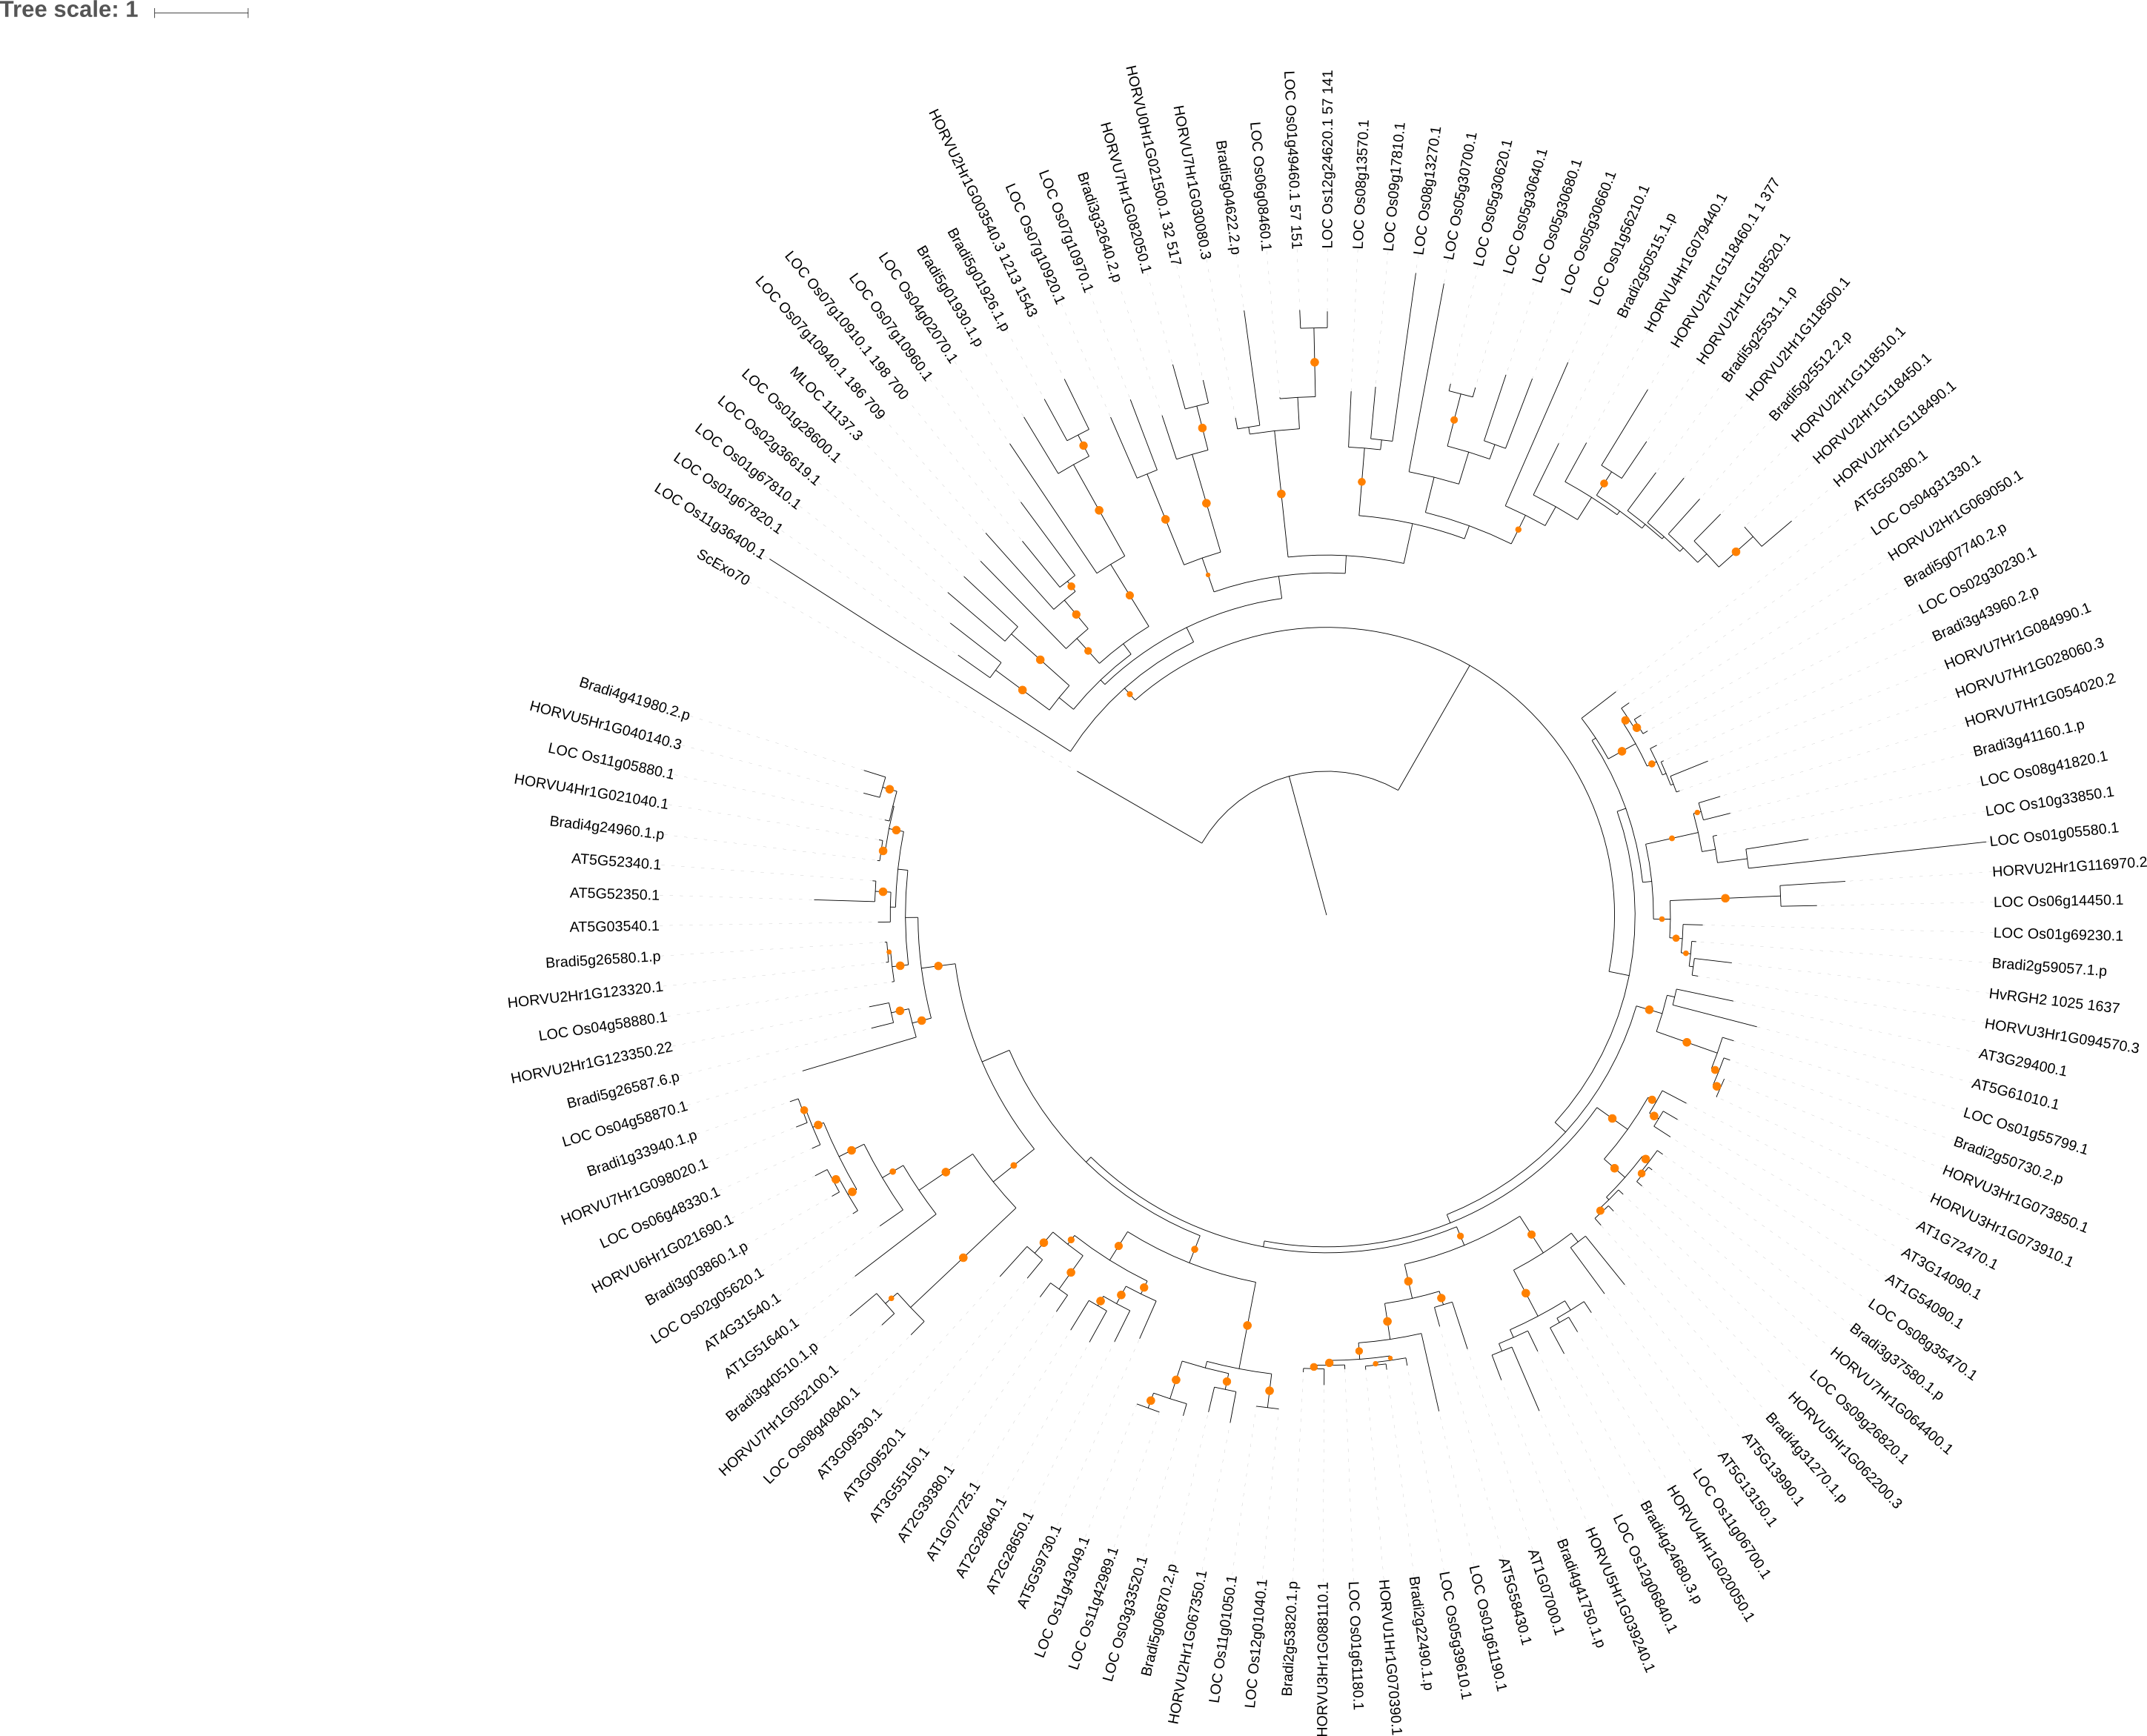 Tree scale: 1
ScExo70
LOC Os11g36400.1
LOC Os01g67820.1
LOC Os01g67810.1
LOC Os02g36619.1
LOC Os01g28600.1
MLOC 11137.3
LOC Os07g10940.1 186 709
LOC Os07g10910.1 198 700
LOC Os07g10960.1
LOC Os04g02070.1
Bradi5g01930.1.p
Bradi5g01926.1.p
HORVU2Hr1G003540.3 1213 1543
LOC Os07g10920.1
LOC Os07g10970.1
Bradi3g32640.2.p
HORVU7Hr1G082050.1
HORVU0Hr1G021500.1 32 517
HORVU7Hr1G030080.3
Bradi5g04622.2.p
LOC Os06g08460.1
LOC Os01g49460.1 57 151
LOC Os12g24620.1 57 141
LOC Os08g13570.1
LOC Os09g17810.1
LOC Os08g13270.1
LOC Os05g30700.1
LOC Os05g30620.1
LOC Os05g30640.1
LOC Os05g30680.1
LOC Os05g30660.1
LOC Os01g56210.1
Bradi2g50515.1.p
HORVU4Hr1G079440.1
HORVU2Hr1G118460.1 1 377
HORVU2Hr1G118520.1
Bradi5g25531.1.p
HORVU2Hr1G118500.1
Bradi5g25512.2.p
HORVU2Hr1G118510.1
HORVU2Hr1G118450.1
HORVU2Hr1G118490.1
AT5G50380.1
LOC Os04g31330.1
HORVU2Hr1G069050.1
Bradi5g07740.2.p
LOC Os02g30230.1
Bradi3g43960.2.p
HORVU7Hr1G084990.1
HORVU7Hr1G028060.3
HORVU7Hr1G054020.2
Bradi3g41160.1.p
LOC Os08g41820.1
LOC Os10g33850.1
LOC Os01g05580.1
HORVU2Hr1G116970.2
LOC Os06g14450.1
LOC Os01g69230.1
Bradi2g59057.1.p
HvRGH2 1025 1637
HORVU3Hr1G094570.3
AT3G29400.1
AT5G61010.1
LOC Os01g55799.1
Bradi2g50730.2.p
HORVU3Hr1G073850.1
HORVU3Hr1G073910.1
AT1G72470.1
AT3G14090.1
AT1G54090.1
LOC Os08g35470.1
Bradi3g37580.1.p
HORVU7Hr1G064400.1
LOC Os09g26820.1
HORVU5Hr1G062200.3
Bradi4g31270.1.p
AT5G13990.1
AT5G13150.1
LOC Os11g06700.1
HORVU4Hr1G020050.1
Bradi4g24680.3.p
LOC Os12g06840.1
HORVU5Hr1G039240.1
Bradi4g41750.1.p
AT1G07000.1
AT5G58430.1
LOC Os01g61190.1
LOC Os05g39610.1
Bradi2g22490.1.p
HORVU1Hr1G070390.1
LOC Os01g61180.1
HORVU3Hr1G088110.1
Bradi2g53820.1.p
LOC Os12g01040.1
LOC Os11g01050.1
HORVU2Hr1G067350.1
Bradi5g06870.2.p
LOC Os03g33520.1
LOC Os11g42989.1
LOC Os11g43049.1
AT5G59730.1
AT2G28650.1
AT2G28640.1
AT1G07725.1
AT2G39380.1
AT3G55150.1
AT3G09520.1
AT3G09530.1
LOC Os08g40840.1
HORVU7Hr1G052100.1
Bradi3g40510.1.p
AT1G51640.1
AT4G31540.1
LOC Os02g05620.1
Bradi3g03860.1.p
HORVU6Hr1G021690.1
LOC Os06g48330.1
HORVU7Hr1G098020.1
Bradi1g33940.1.p
LOC Os04g58870.1
Bradi5g26587.6.p
HORVU2Hr1G123350.22
LOC Os04g58880.1
HORVU2Hr1G123320.1
Bradi5g26580.1.p
AT5G03540.1
AT5G52350.1
AT5G52340.1
Bradi4g24960.1.p
HORVU4Hr1G021040.1
LOC Os11g05880.1
HORVU5Hr1G040140.3
Bradi4g41980.2.p